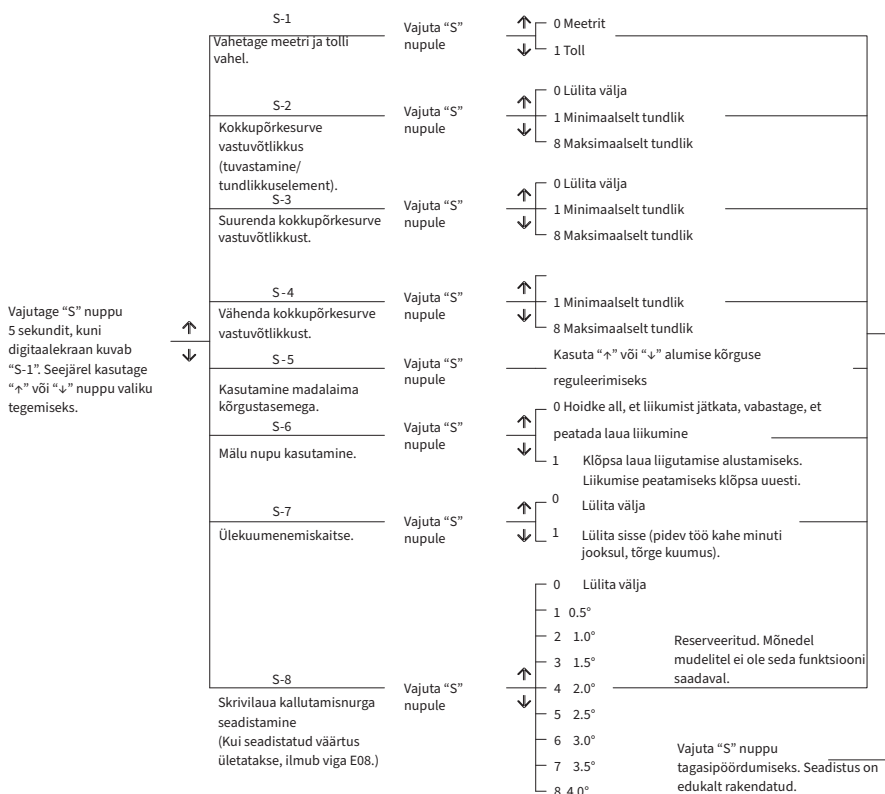 Vajutage “S” nuppu
5 sekundit, kuni
digitaalekraan kuvab
“S-1”. Seejärel kasutage
“↑” või “↓” nuppu valiku
tegemiseks.
S-1
Vahetage meetri ja tolli
vahel.
Vajuta “S”
nupule
0 Meetrit
1 Toll
S-2
Kokkupõrkesurve
vastuvõtlikkus
(tuvastamine/
tundlikkuselement).
Vajuta “S”
nupule
0 Lülita välja
1 Minimaalselt tundlik
8 Maksimaalselt tundlik
S-3
Suurenda kokkupõrkesurve
vastuvõtlikkust.
Vajuta “S”
nupule
0 Lülita välja
1 Minimaalselt tundlik
8 Maksimaalselt tundlik
S-4
Vähenda kokkupõrkesurve
vastuvõtlikkust.
Vajuta “S”
nupule
1 Minimaalselt tundlik
8 Maksimaalselt tundlik
S-5
Kasutamine madalaima
kõrgustasemega.
Vajuta “S”
nupule
Kasuta “↑” või “↓” alumise kõrguse
reguleerimiseks
S-6
Mälu nupu kasutamine.
Vajuta “S”
nupule
0 Hoidke all, et liikumist jätkata, vabastage, et
peatada laua liikumine
1 Klõpsa laua liigutamise alustamiseks.
Liikumise peatamiseks klõpsa uuesti.
S-7
Ülekuumenemiskaitse.
Vajuta “S”
nupule
0 Lülita välja
1 Lülita sisse (pidev töö kahe minuti
jooksul, tõrge kuumus).
S-8
Skrivilaua kallutamisnurga
seadistamine
(Kui seadistatud väärtus
ületatakse, ilmub viga E08.)
Vajuta “S”
nupule
0 Lülita välja
1 0.5°
2 1.0°
3 1.5°
4 2.0°
5 2.5°
6 3.0°
7 3.5°
8 4.0°
Reserveeritud. Mõnedel
mudelitel ei ole seda funktsiooni
saadaval.
Vajuta “S” nuppu
tagasipöördumiseks. Seadistus on
edukalt rakendatud.